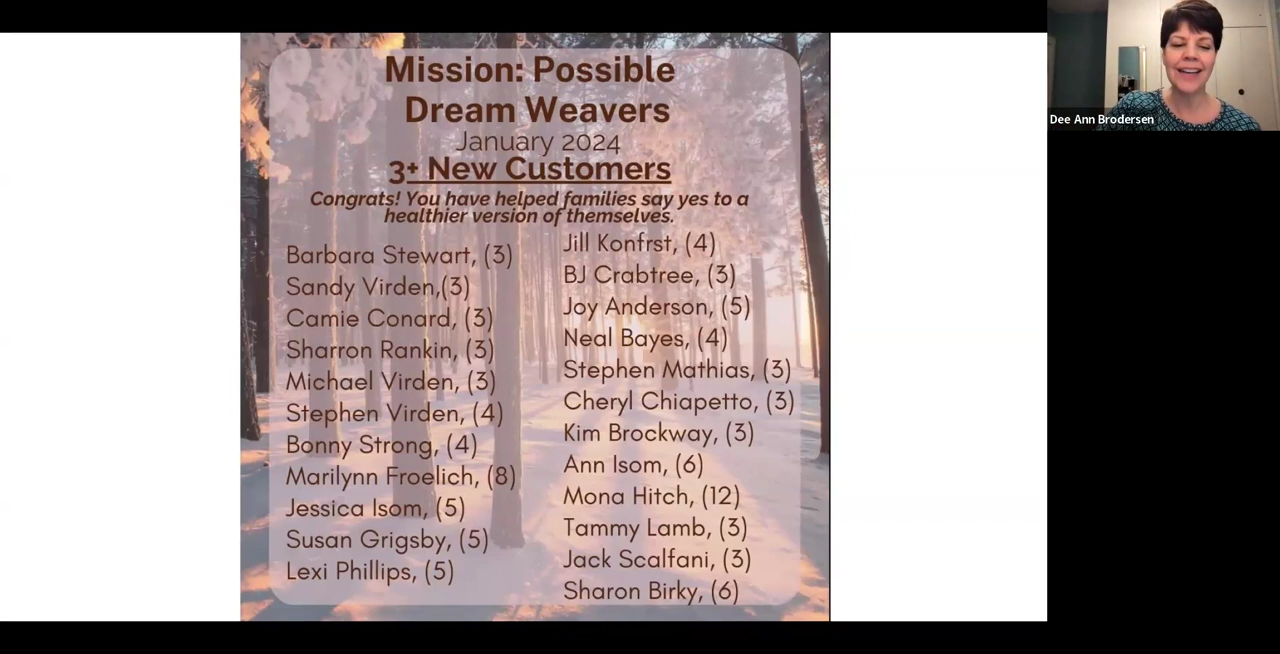 Mission: Possible
Dream Weavers
January 2024
3+ New Customers
Congrats! You have helped families say yes to a
healthier version of themselves.
Barbara Stewart, (3)
Sandy Virden,(3)
Camie Conard, (3)
Sharron Rankin, (3)
Michael Virden, (3)
Stephen Virden, (4)
Bonny Strong, (4)
Marilynn Froelich, (8)
Jessica Isom, (5)
Susan Grigsby, (5)
Lexi Phillips, (5)
Jill Konfrst, (4)
BJ Crabtree, (3)
Joy Anderson, (5)
Neal Bayes, (4)
Stephen Mathias, (3)
Cheryl Chiapetto, (3)
Kim Brockway, (3)
Ann Isom, (6)
Mona Hitch, (12)
Tammy Lamb, (3)
Jack Scalfani, (3)
Sharon Birky, (6)
Dee Ann Brodersen